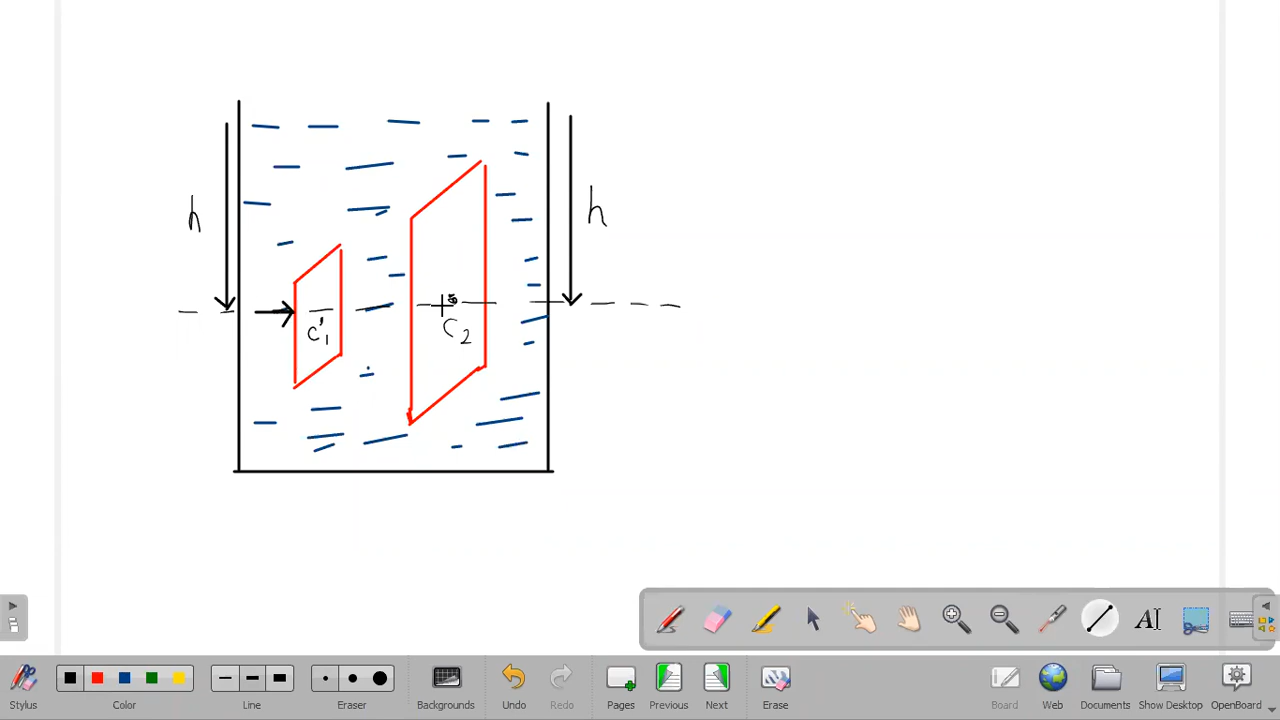 h
h
C'1
C2
AI
Stylus
Color
Line
Eraser
Backgrounds
Undo
Redo
Pages
Previous
Next
Erase
Board
Web
Documents
Show Desktop
OpenBoard